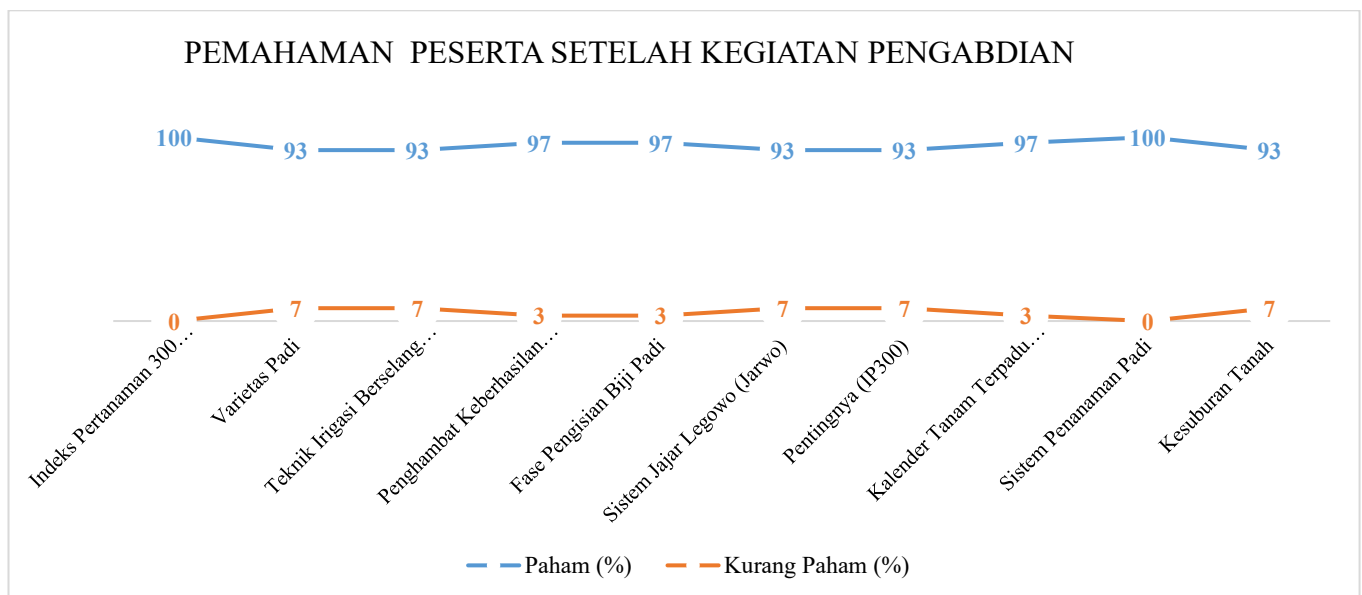 PEMAHAMAN PESERTA SETELAH KEGIATAN PENGABDIAN
100 93 93 97 97 93 93 97 100 93
0 7 7 3 3 7 7 3 0 7
Indeks Pertanaman 300…
Varietas Padi
Teknik Irigasi Berselang…
Penghambat Keberhasilan…
Fase Pengisian Biji Padi
Sistem Jajar Legowo (Jarwo)
Pentingnya (IP300)
Kalender Tanam Terpadu…
Sistem Penanaman Padi
Kesuburan Tanah
Paham (%) Kurang Paham (%)